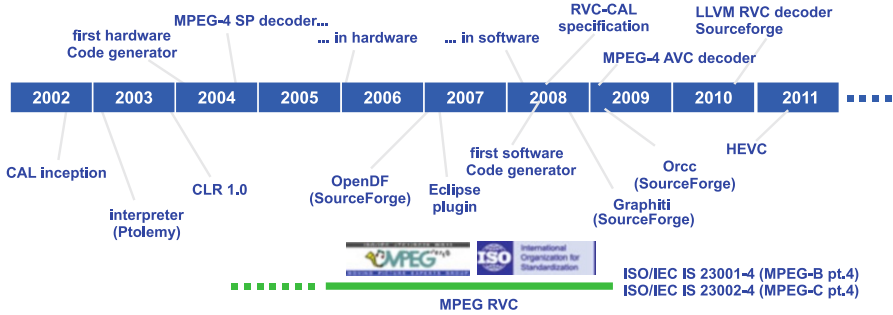 MPEG-4 SP decoder...
first hardware
Code generator
... in hardware
... in software
RVC-CAL
specification
LLVM RVC decoder
Sourceforge
MPEG-4 AVC decoder
2002 2003 2004 2005 2006 2007 2008 2009 2010 2011
CAL inception
interpreter
(Ptolemy)
CLR 1.0
OpenDF
(SourceForge)
Eclipse
plugin
first software
Code generator
Graphiti
(SourceForge)
Orcc
(SourceForge)
HEVC
MPEG
ISO
International
Organization for
Standardization
ISO/IEC IS 23001-4 (MPEG-B pt.4)
ISO/IEC IS 23002-4 (MPEG-C pt.4)
MPEG RVC